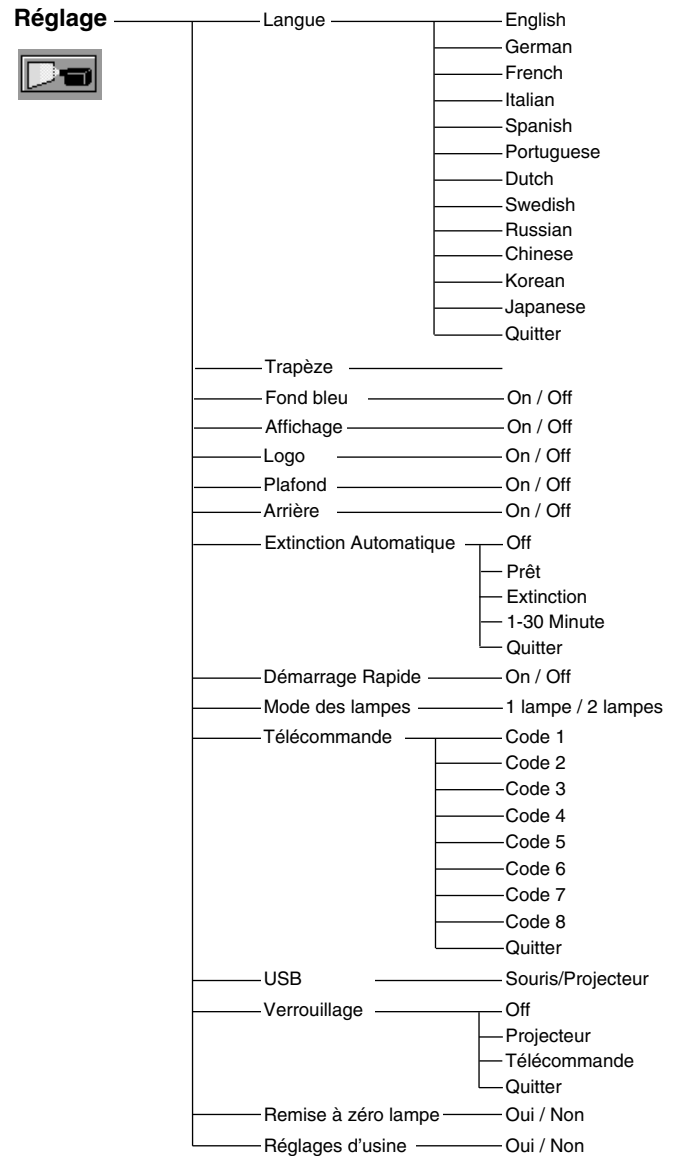 Réglage Langue English
German
French
Italian
Spanish
Portuguese
Dutch
Swedish
Russian
Chinese
Korean
Japanese
Quitter
Trapèze
Fond bleu On / Off
Affichage On / Off
Logo On / Off
Plafond On / Off
Arrière On / Off
Extinction Automatique Off
Prêt
Extinction
1-30 Minute
Quitter
Démarrage Rapide On / Off
Mode des lampes 1 lampe / 2 lampes
Télécommande Code 1
Code 2
Code 3
Code 4
Code 5
Code 6
Code 7
Code 8
Quitter
USB Souris/Projecteur
Verrouillage Off
Projecteur
Télécommande
Quitter
Remise à zéro lampe Oui / Non
Réglages d'usine Oui / Non